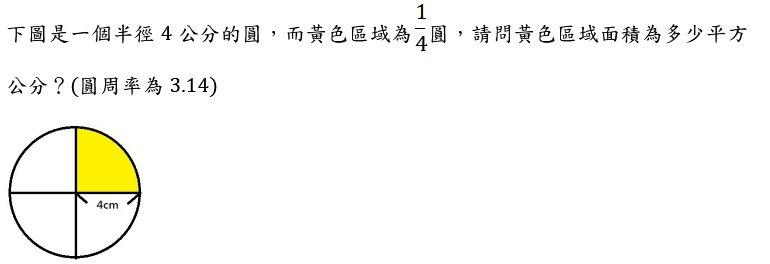 下圖是一個半徑 4 公分的圓，而黃色區域為1/4圓，請問黃色區域面積為多少平方
公分？(圓周率為 3.14)
4cm